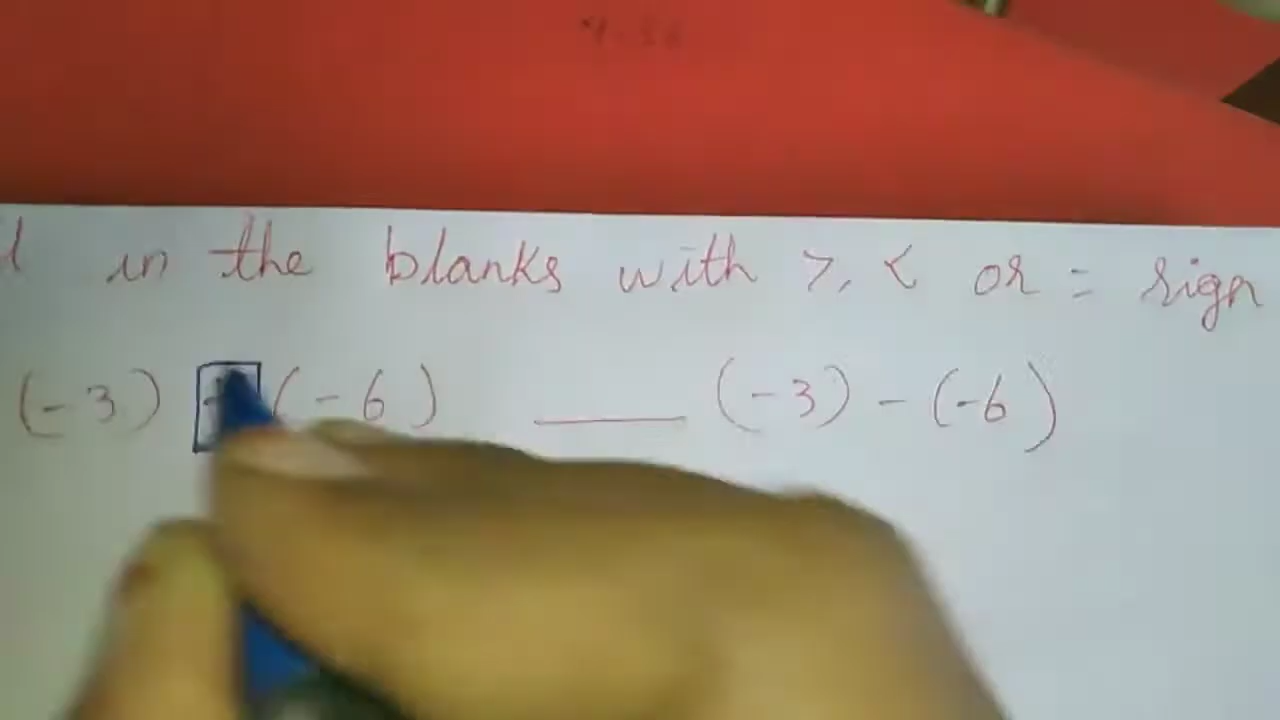 in the blanks with >, < or = sign
(-3) + (-6) ____ (-3) - (-6)